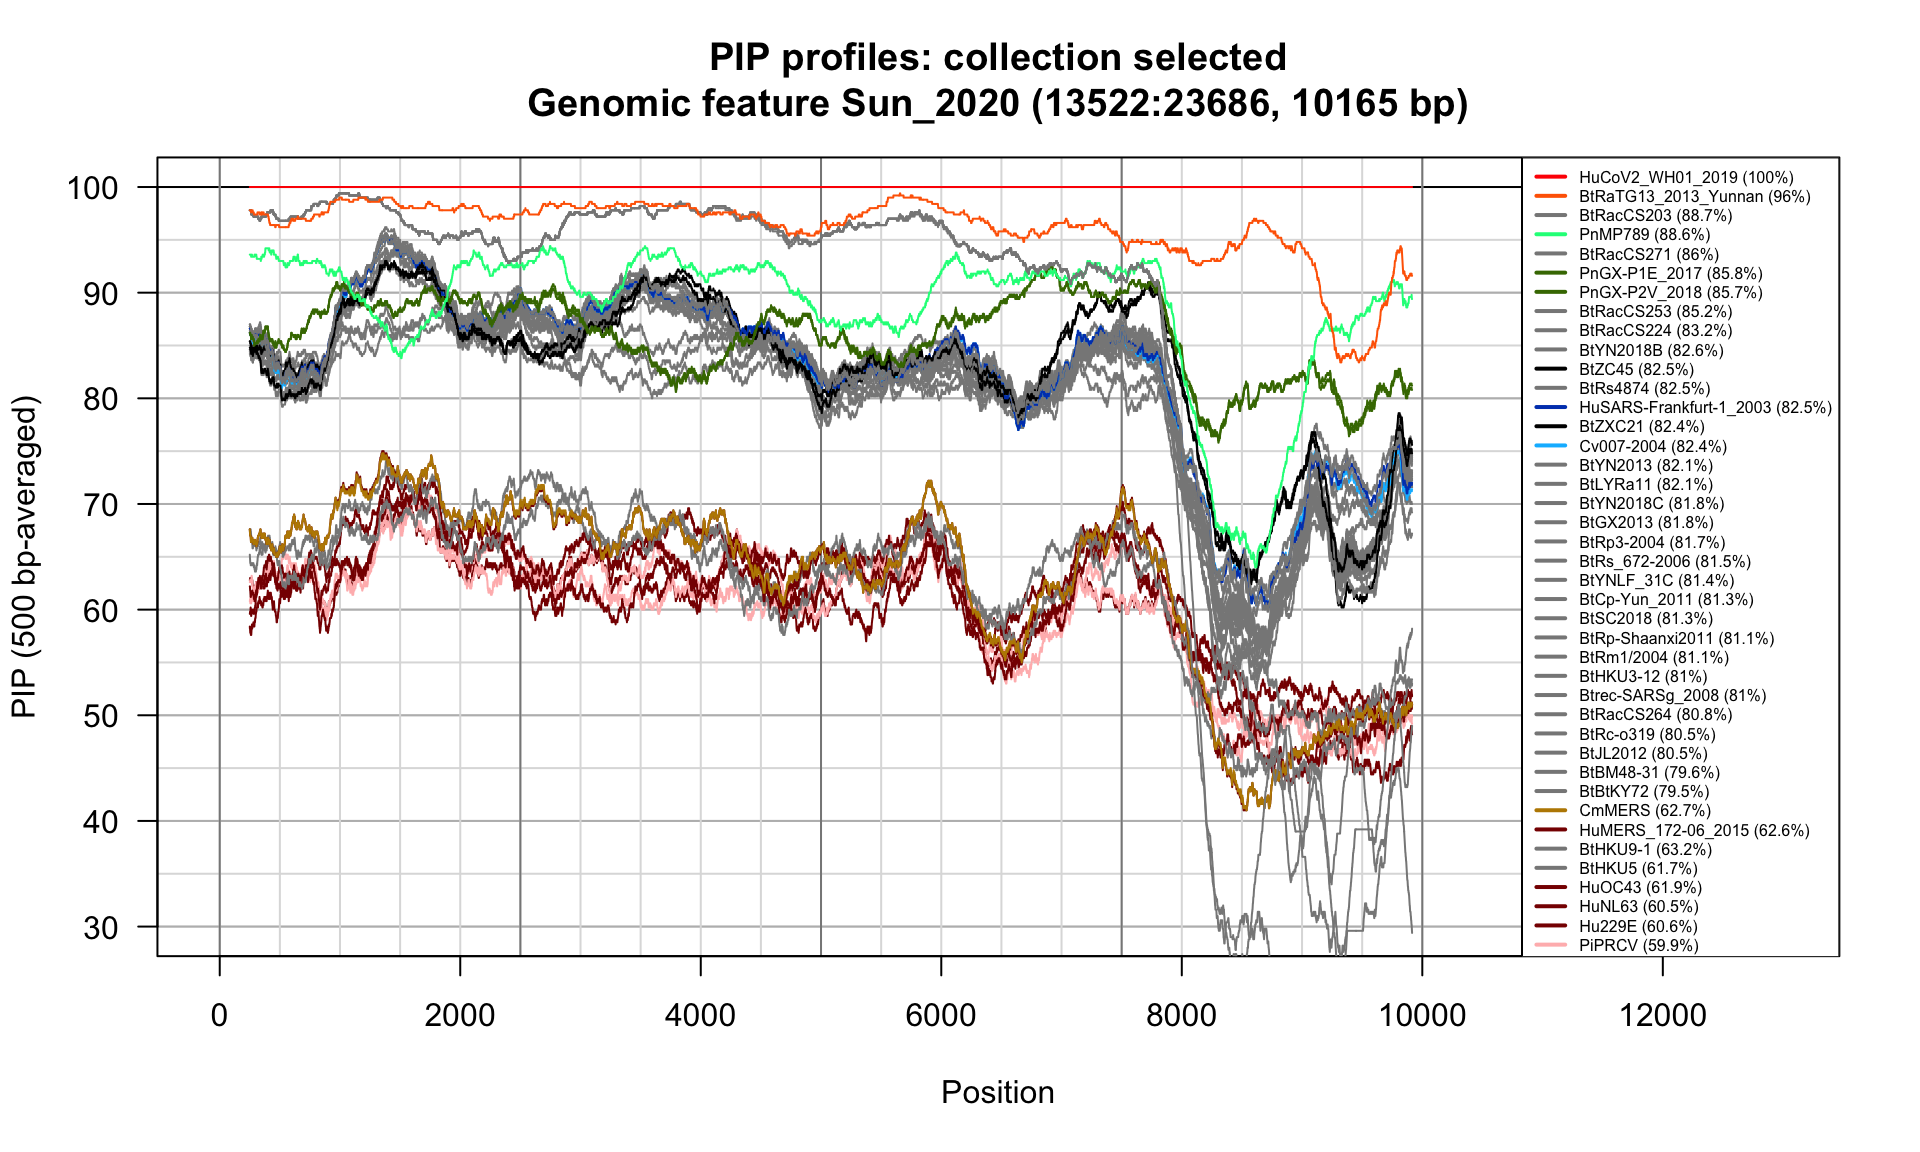 PIP profiles: collection selected
Genomic feature Sun_2020 (13522:23686, 10165 bp)
PIP (500 bp-averaged)
100
90
80
70
60
50
40
30
0
2000
4000
6000
8000
10000
12000
Position
HuCoV2_WH01_2019 (100%)
BtRaTG13_2013_Yunnan (96%)
BtRacCS203 (88.7%)
PnMP789 (88.6%)
BtRacCS271 (86%)
PnGX-P1E_2017 (85.8%)
PnGX-P2V_2018 (85.7%)
BtRacCS253 (85.2%)
BtRacCS224 (83.2%)
BtYN2018B (82.6%)
BtZC45 (82.5%)
BtRs4874 (82.5%)
HuSARS-Frankfurt-1_2003 (82.5%)
BtZXC21 (82.4%)
Cv007-2004 (82.4%)
BtYN2013 (82.1%)
BtLYRa11 (82.1%)
BtYN2018C (81.8%)
BtGX2013 (81.8%)
BtRp3-2004 (81.7%)
BtRs_672-2006 (81.5%)
BtYNLF_31C (81.4%)
BtCp-Yun_2011 (81.3%)
BtSC2018 (81.3%)
BtRp-Shaanxi2011 (81.1%)
BtRm1/2004 (81.1%)
BtHKU3-12 (81%)
Btrec-SARSg_2008 (81%)
BtRacCS264 (80.8%)
BtRc-o319 (80.5%)
BtJL2012 (80.5%)
BtBM48-31 (79.6%)
BtBtKY72 (79.5%)
CmMERS (62.7%)
HuMERS_172-06_2015 (62.6%)
BtHKU9-1 (63.2%)
BtHKU5 (61.7%)
HuOC43 (61.9%)
HuNL63 (60.5%)
Hu229E (60.6%)
PiPRCV (59.9%)